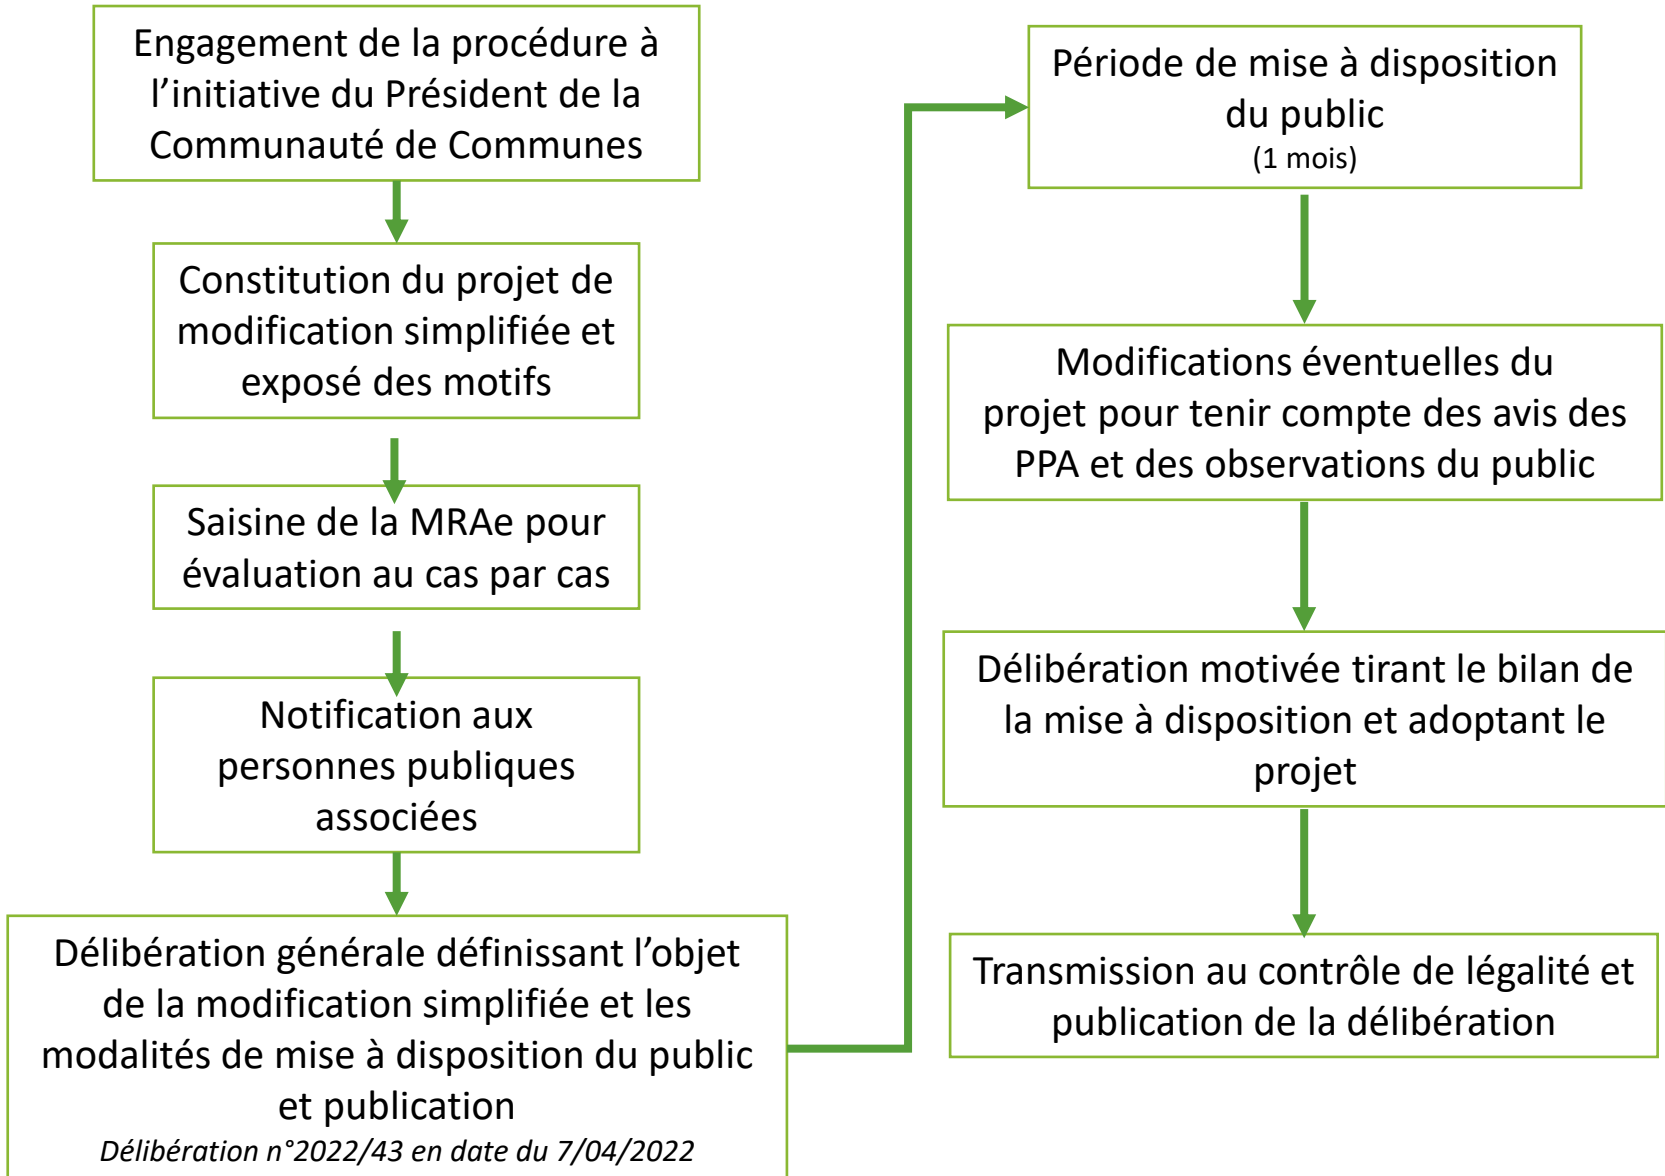 Engagement de la procédure à
l’initiative du Président de la
Communauté de Communes
Constitution du projet de
modification simplifiée et
exposé des motifs
Saisine de la MRAe pour
évaluation au cas par cas
Notification aux
personnes publiques
associées
Délibération générale définissant l’objet
de la modification simplifiée et les
modalités de mise à disposition du public
et publication
Délibération n°2022/43 en date du 7/04/2022
Période de mise à disposition
du public
(1 mois)
Modifications éventuelles du
projet pour tenir compte des avis des
PPA et des observations du public
Délibération motivée tirant le bilan de
la mise à disposition et adoptant le
projet
Transmission au contrôle de légalité et
publication de la délibération